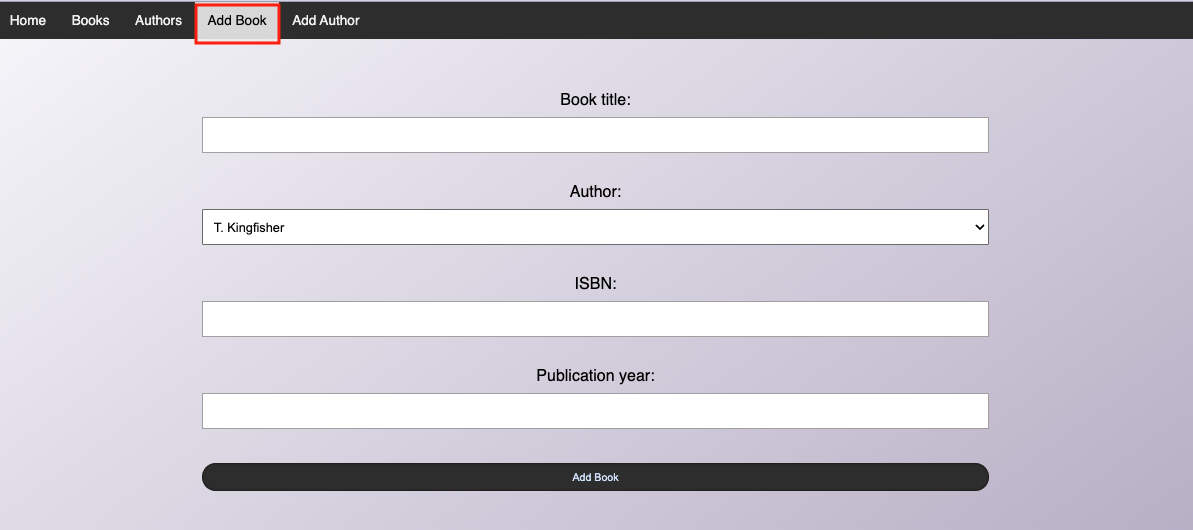 Home Books Authors Add Book Add Author
Book title:
Author:
T. Kingfisher
ISBN:
Publication year:
Add Book